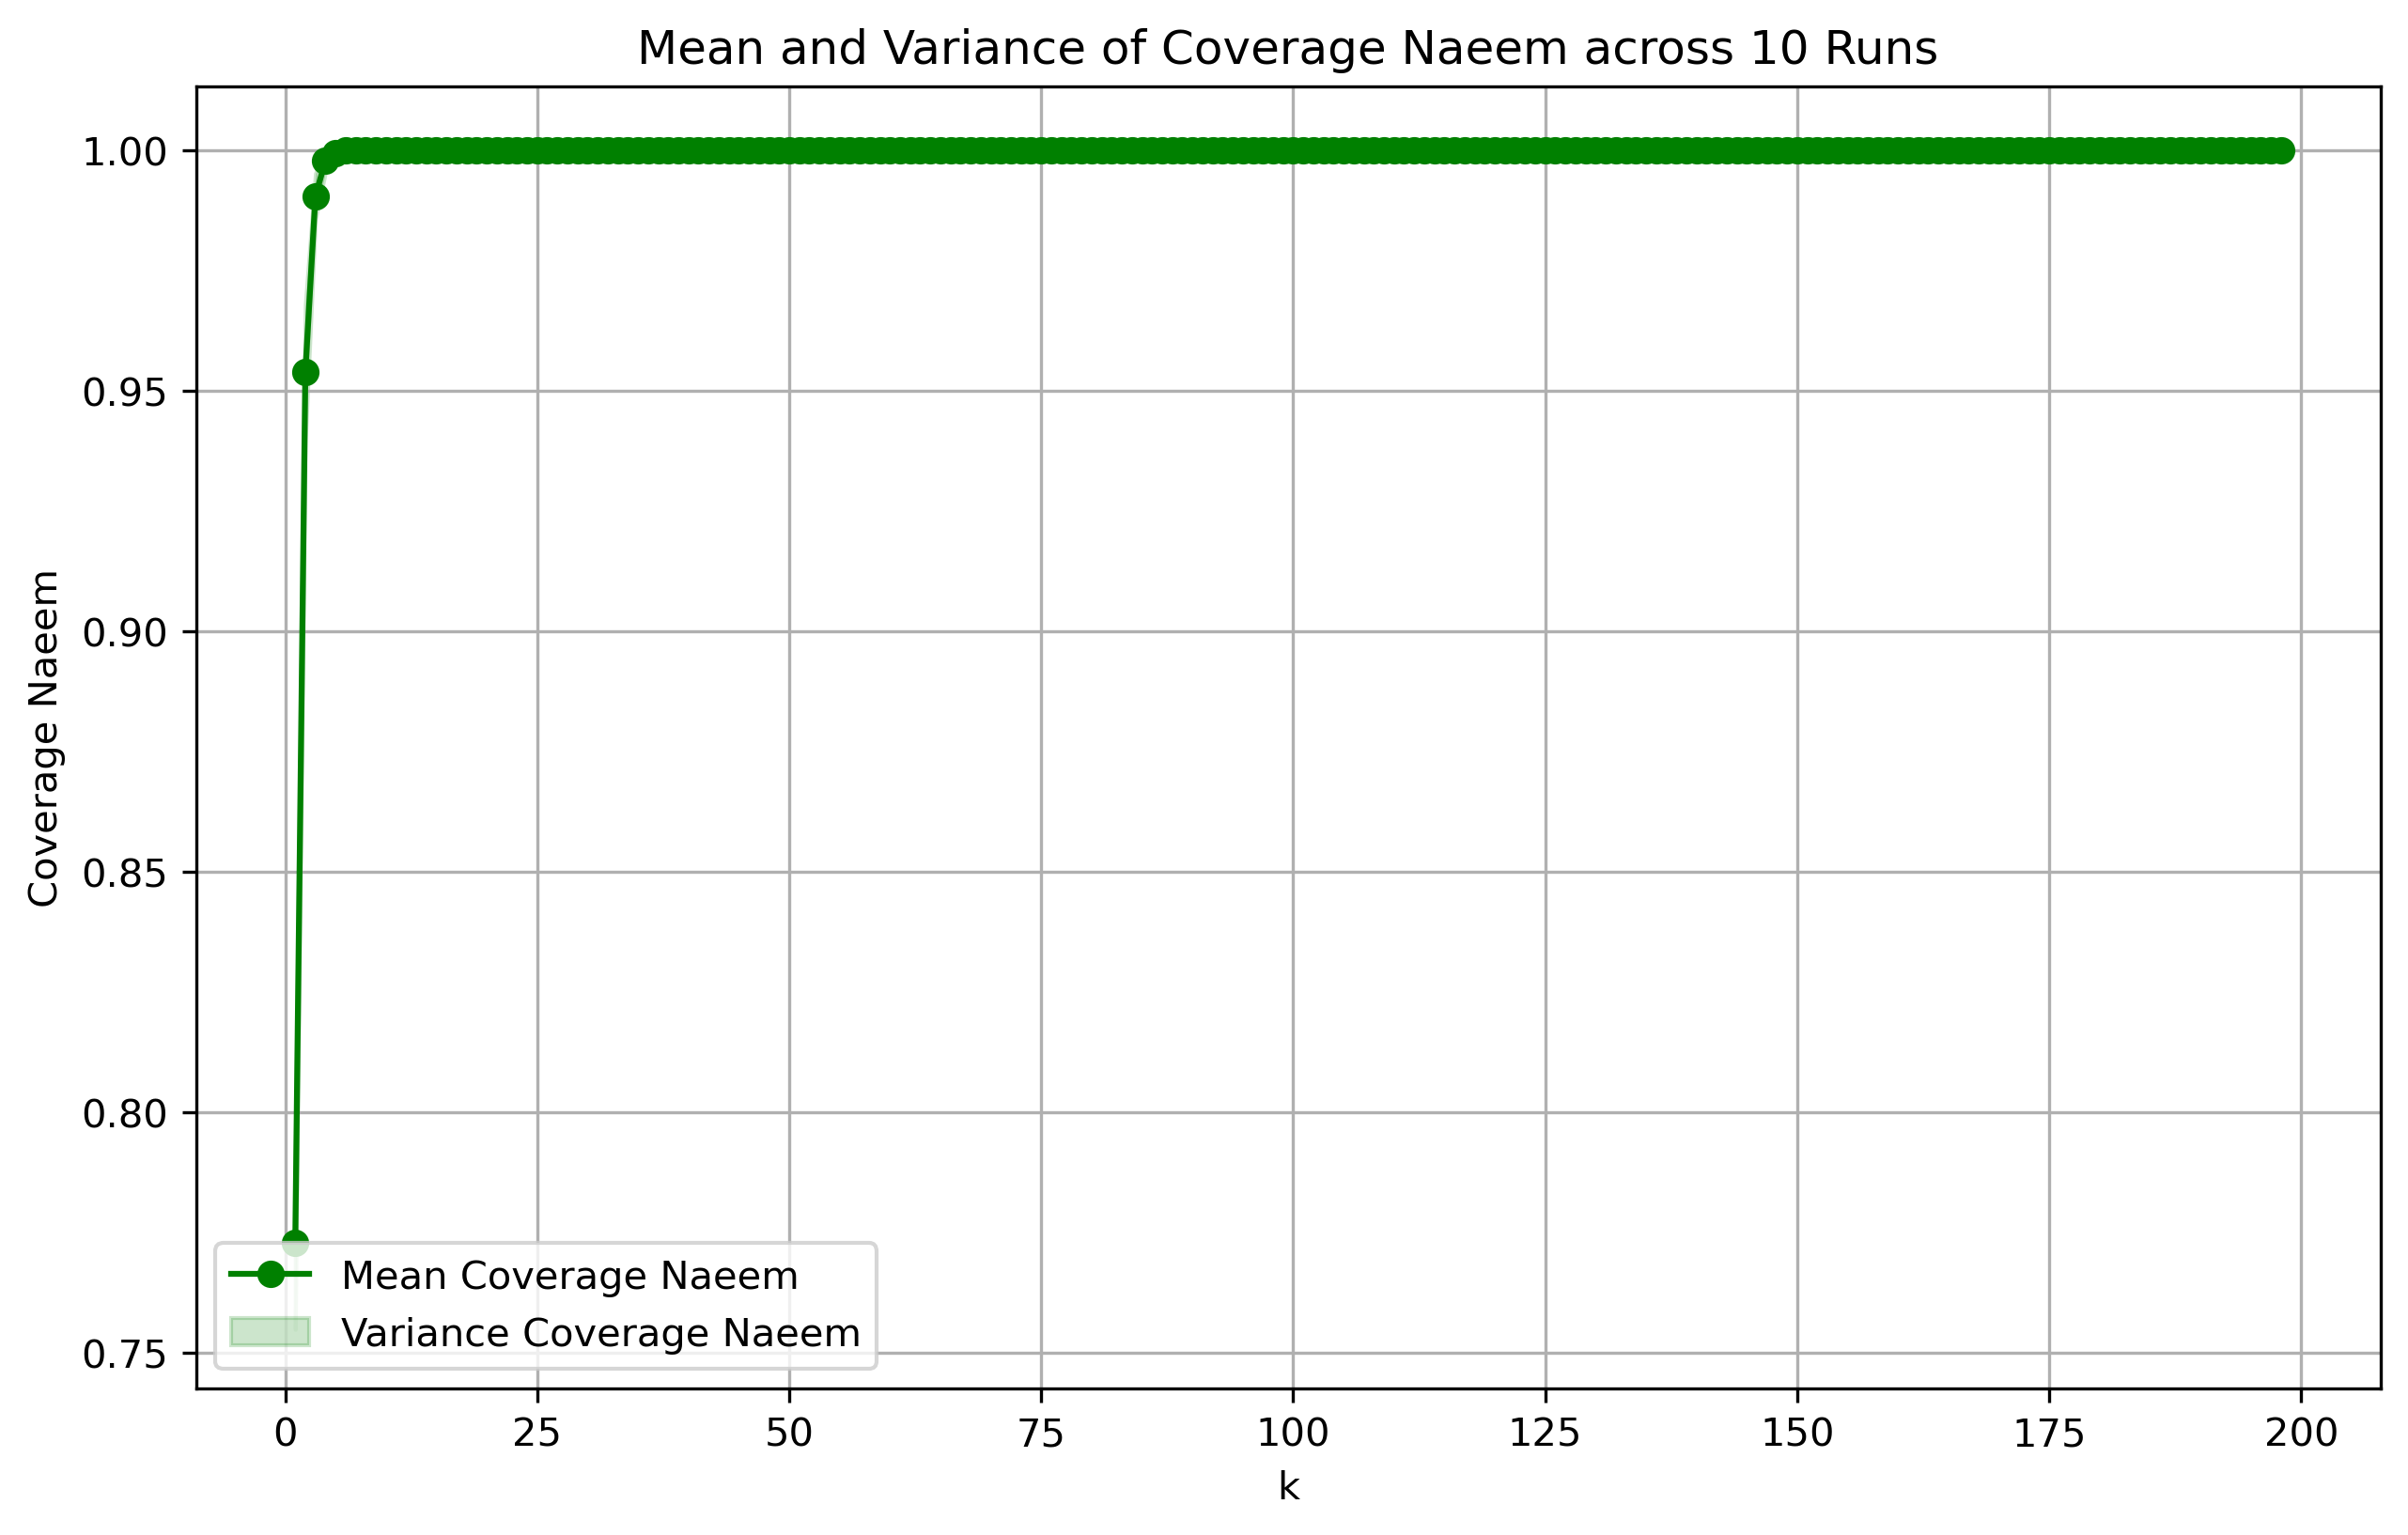 Mean and Variance of Coverage Naeem across 10 Runs
Coverage Naeem
1.00
0.95
0.90
0.85
0.80
0.75
Mean Coverage Naeem
Variance Coverage Naeem
0 25 50 75 100 125 150 175 200
k